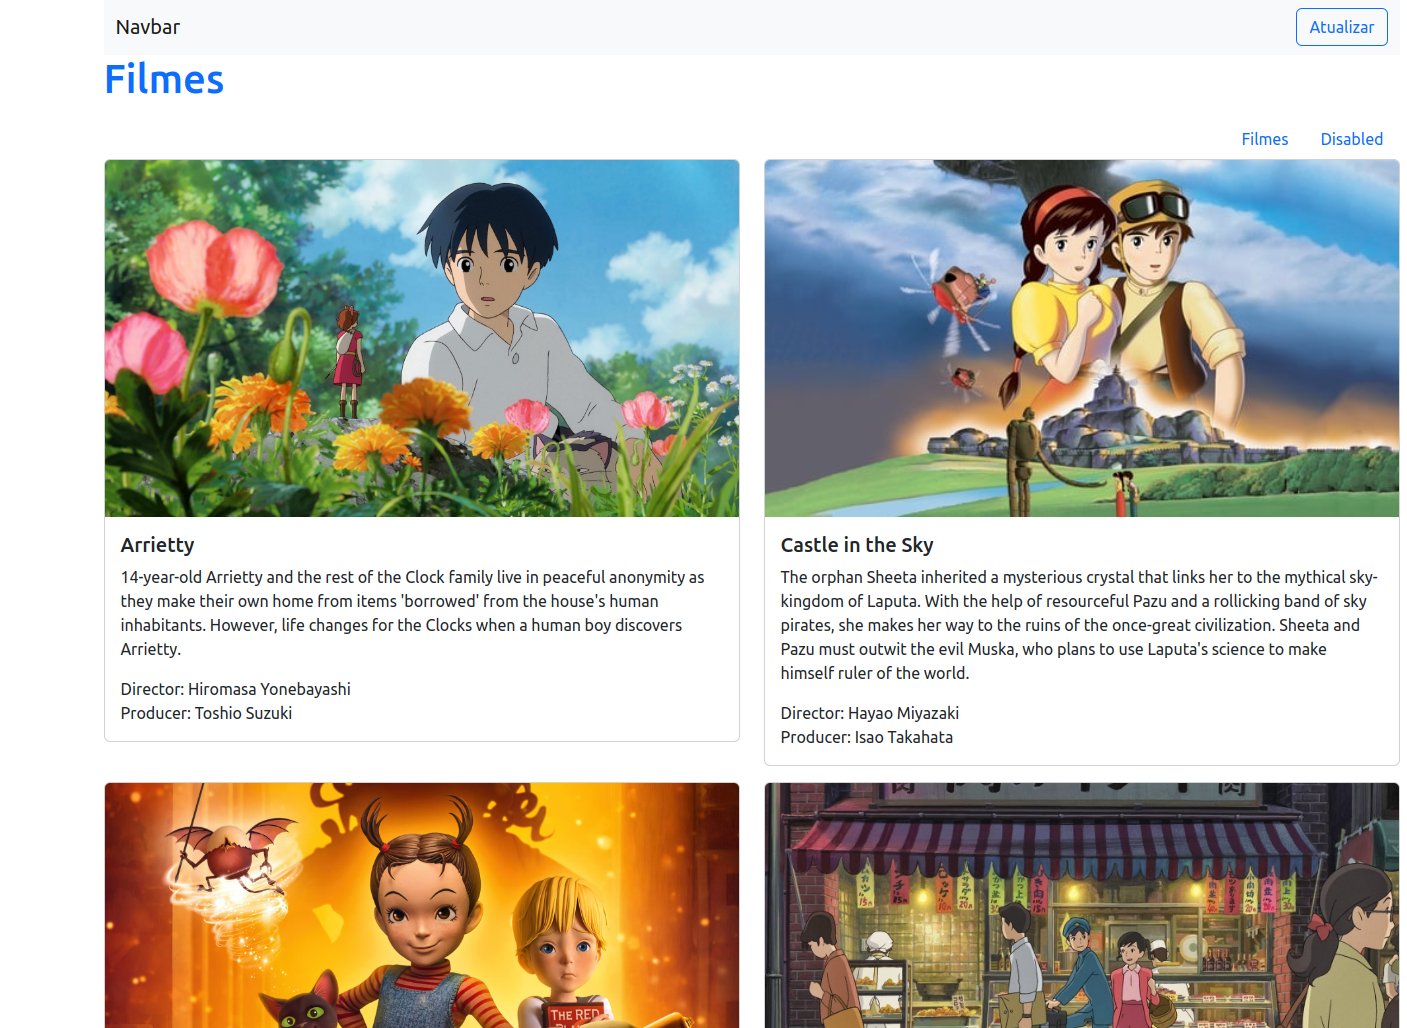 Navbar
Atualizar
Filmes
Filmes
Disabled
Arrietty
14-year-old Arrietty and the rest of the Clock family live in peaceful anonymity as
they make their own home from items 'borrowed' from the house's human
inhabitants. However, life changes for the Clocks when a human boy discovers
Arrietty.
Director: Hiromasa Yonebayashi
Producer: Toshio Suzuki
Castle in the Sky
The orphan Sheeta inherited a mysterious crystal that links her to the mythical sky-
kingdom of Laputa. With the help of resourceful Pazu and a rollicking band of sky
pirates, she makes her way to the ruins of the once-great civilization. Sheeta and
Pazu must outwit the evil Muska, who plans to use Laputa's science to make
himself ruler of the world.
Director: Hayao Miyazaki
Producer: Isao Takahata
THE RED